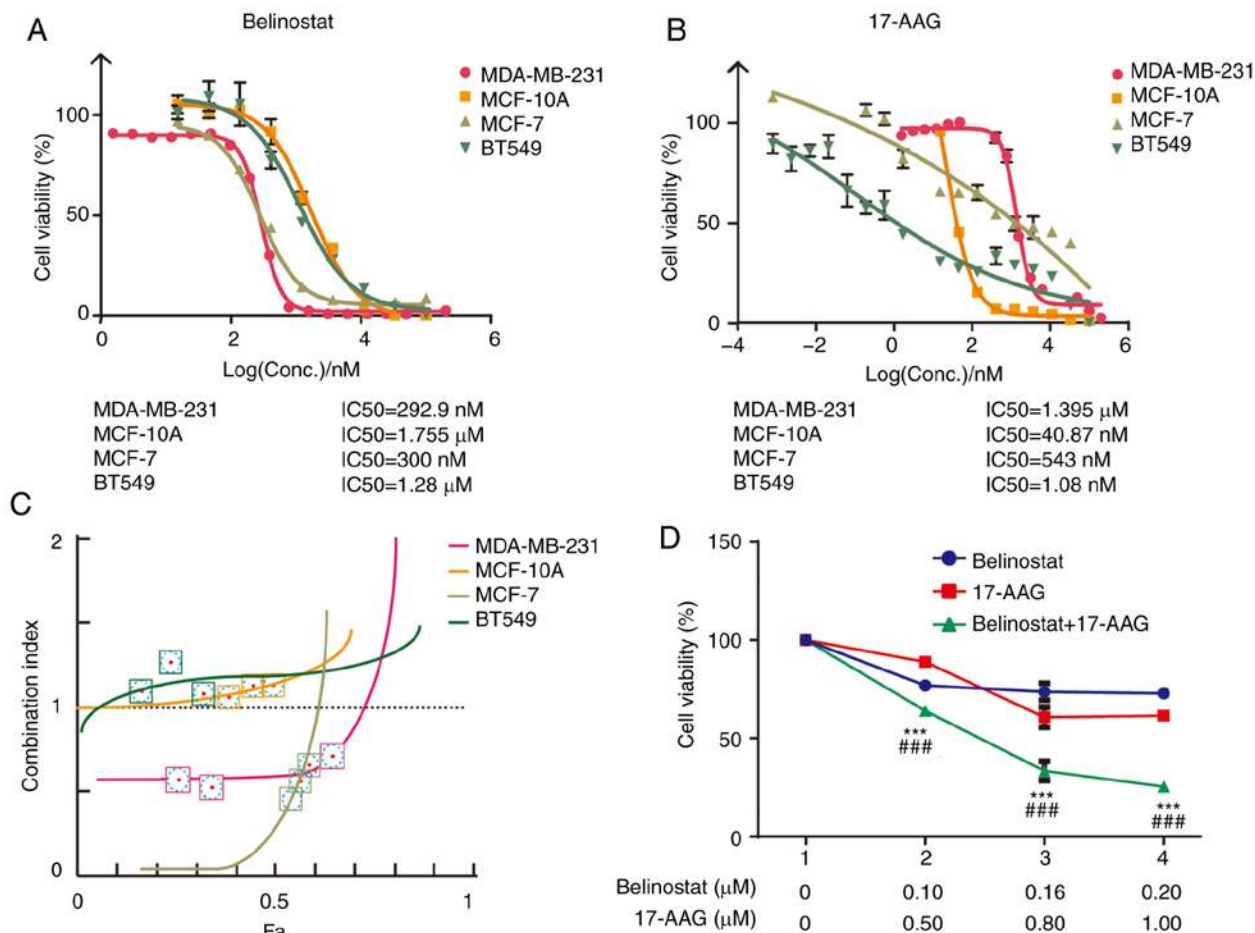 A
Belinostat
MDA-MB-231
MCF-10A
MCF-7
BT549
Cell viability (%)
100
50
0
0 2 4 6
Log(Conc.)/nM
MDA-MB-231 IC50=292.9 nM
MCF-10A IC50=1.755 μM
MCF-7 IC50=300 nM
BT549 IC50=1.28 μM
B
17-AAG
MDA-MB-231
MCF-10A
MCF-7
BT549
Cell viability (%)
100
50
0
−4 −2 0 2 4 6
Log(Conc.)/nM
MDA-MB-231 IC50=1.395 μM
MCF-10A IC50=40.87 nM
MCF-7 IC50=543 nM
BT549 IC50=1.08 nM
C
MDA-MB-231
MCF-10A
MCF-7
BT549
Combination index
2
1
0
0 0.5 1
D
Belinostat
17-AAG
Belinostat+17-AAG
Cell viability (%)
150
100
50
0
***
###
***
###
***
###
1 2 3 4
Belinostat (μM) 0 0.10 0.16 0.20
17-AAG (μM) 0 0.50 0.80 1.00